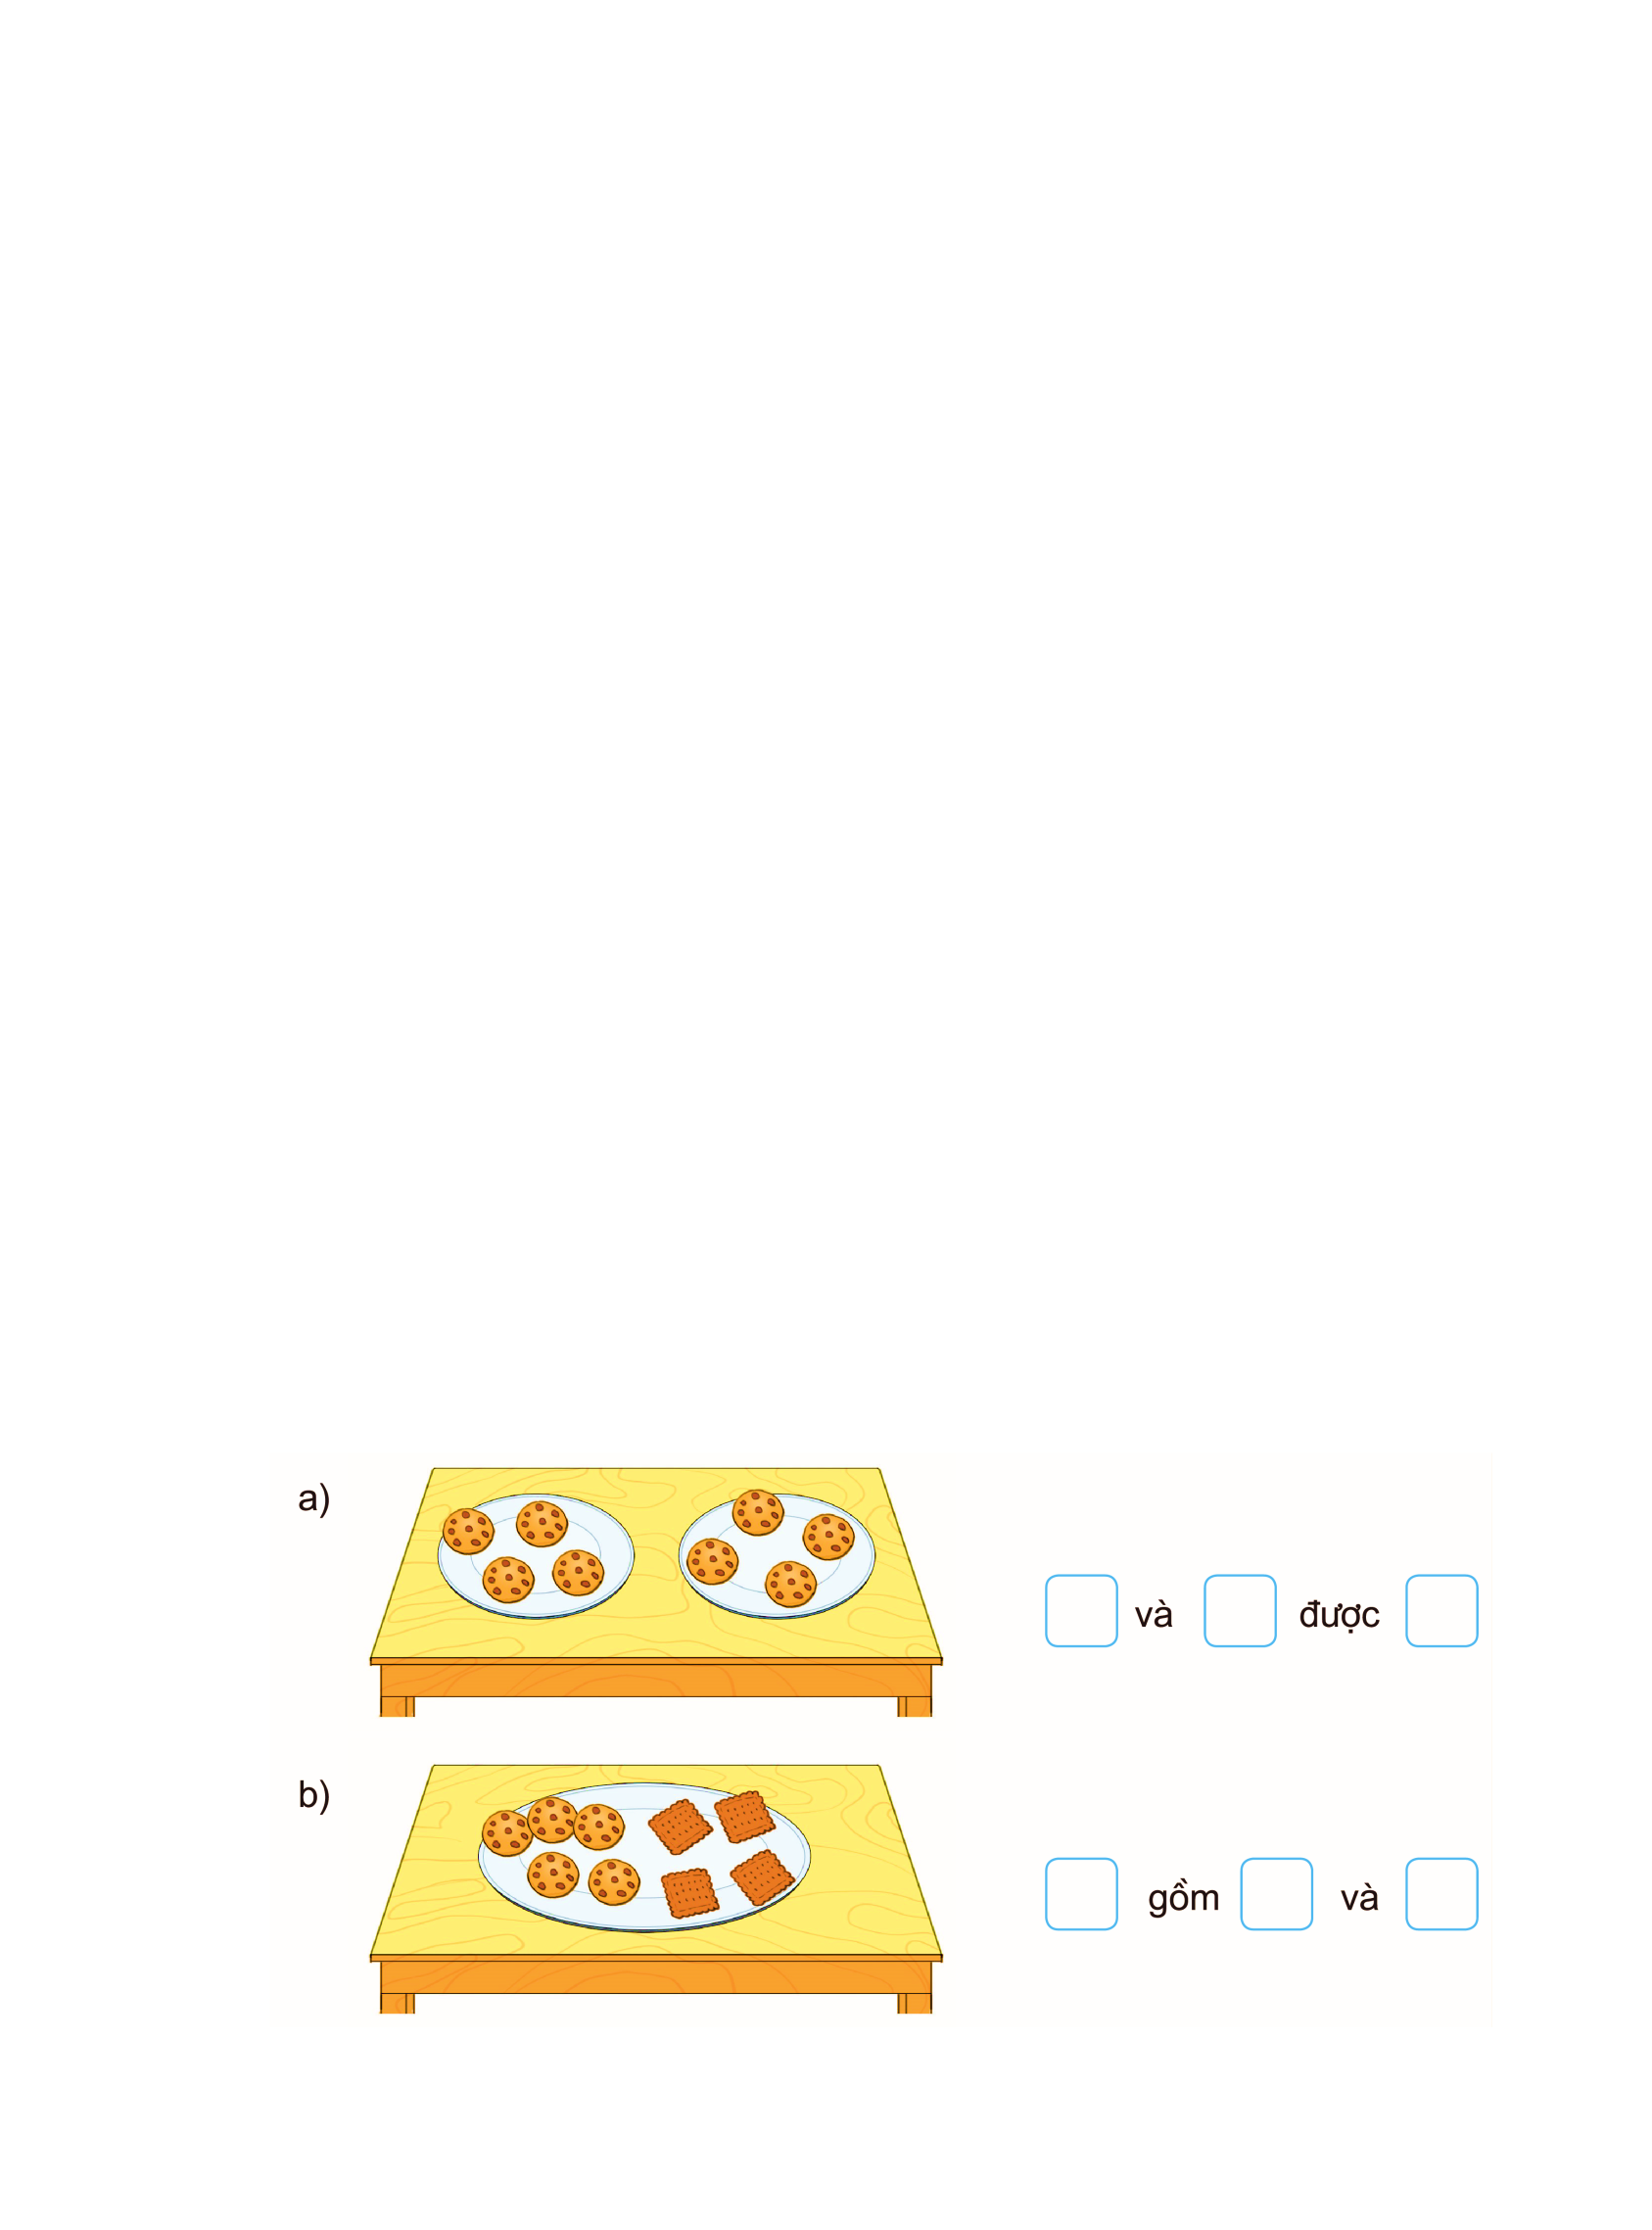 a)
và được
b)
gồm và